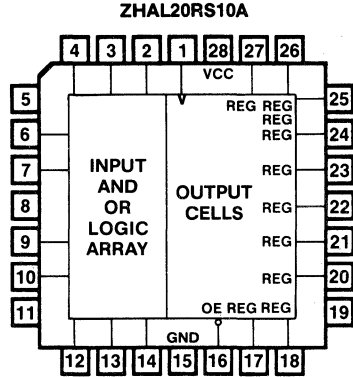 ZHAL20RS10A
4 3 2 1 28 27 26
VCC
5 REG REG 25
REG
6 REG 24
INPUT AND OR LOGIC ARRAY
OUTPUT CELLS
7 REG 23
8 REG 22
9 REG 21
10 REG 20
11 OE REG REG 19
GND
12 13 14 15 16 17 18